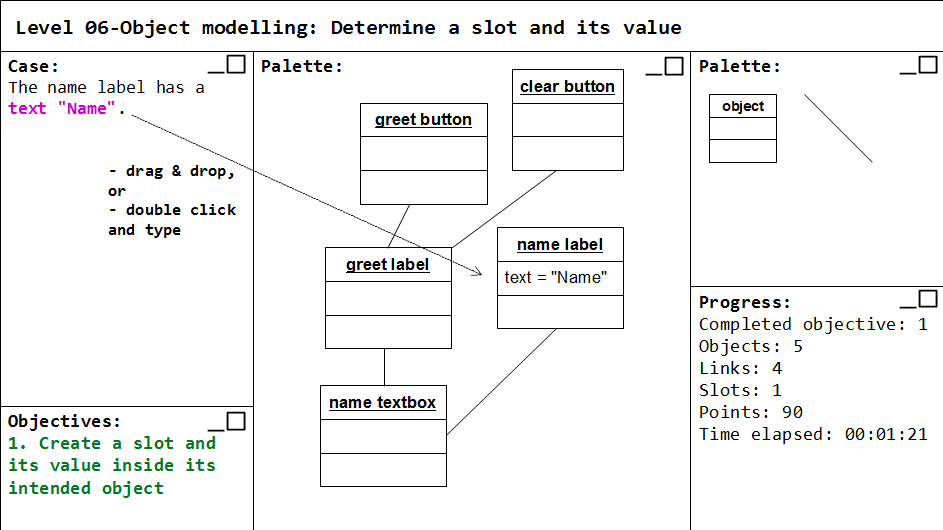 Level 06-Object modelling: Determine a slot and its value
Case:
The name label has a
text "Name".
- drag & drop,
or
- double click
and type
Objectives:
1. Create a slot and
its value inside its
intended object
Palette:
clear button
greet button
name label
text = "Name"
greet label
name textbox
Palette:
object
Progress:
Completed objective: 1
Objects: 5
Links: 4
Slots: 1
Points: 90
Time elapsed: 00:01:21